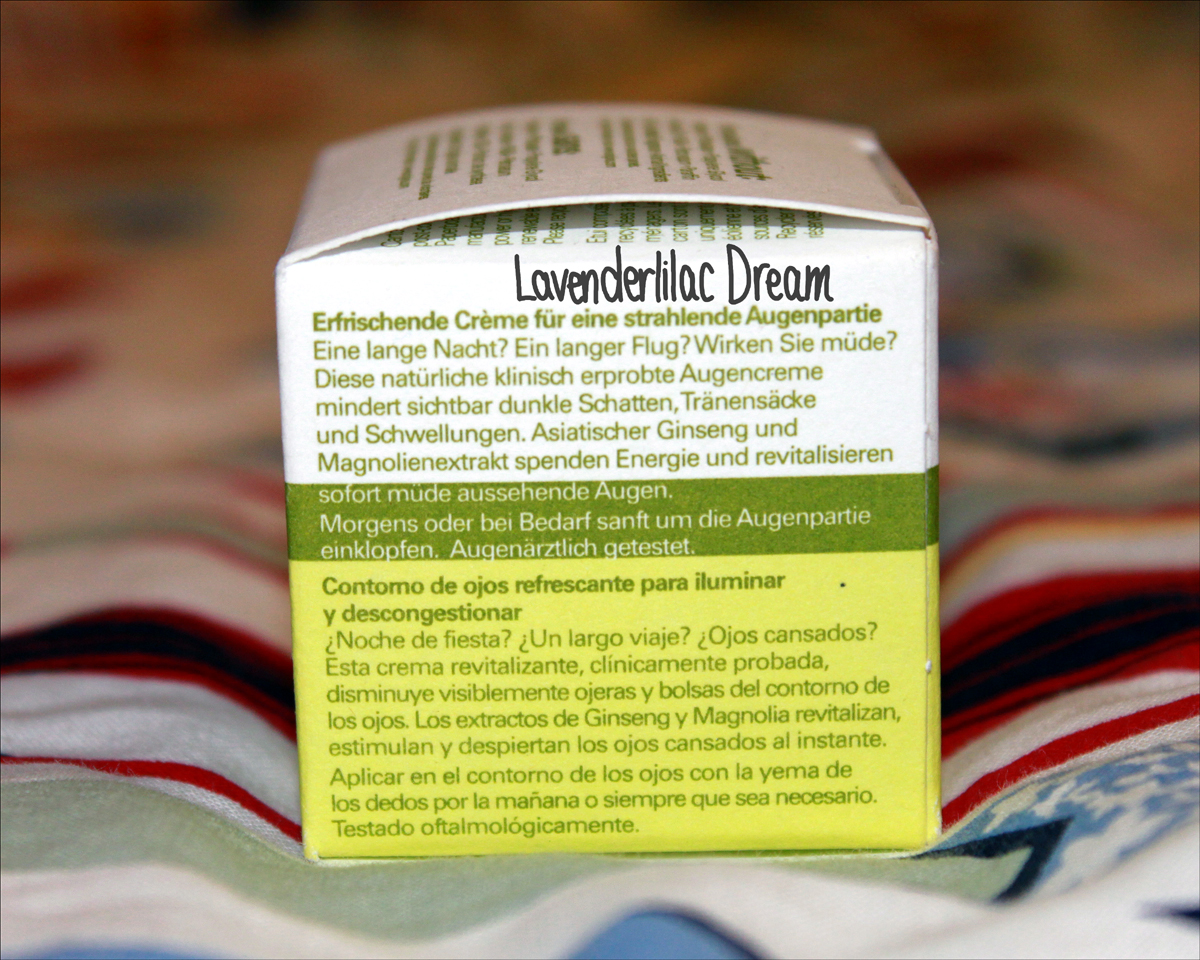 Lavenderlilac Dream
Erfrischende Crème für eine strahlende Augenpartie
Eine lange Nacht? Ein langer Flug? Wirken Sie müde?
Diese natürliche klinisch erprobte Augencreme
mindert sichtbar dunkle Schatten, Tränensäcke
und Schwellungen. Asiatischer Ginseng und
Magnolienextrakt spenden Energie und revitalisieren
sofort müde aussehende Augen.
Morgens oder bei Bedarf sanft um die Augenpartie
einklopfen. Augenärztlich getestet.
Contorno de ojos refrescante para iluminar
y descongestionar
¿Noche de fiesta? ¿Un largo viaje? ¿Ojos cansados?
Esta crema revitalizante, clínicamente probada,
disminuye visiblemente ojeras y bolsas del contorno de
los ojos. Los extractos de Ginseng y Magnolia revitalizan,
estimulan y despiertan los ojos cansados al instante.
Aplicar en el contorno de los ojos con la yema de
los dedos por la mañana o siempre que sea necesario.
Testado oftalmológicamente.